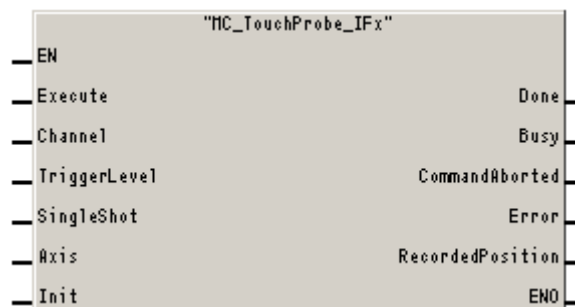 "MC_TouchProbe_IFx"
EN
Execute Done
Channel Busy
TriggerLevel CommandAborted
SingleShot Error
Axis RecordedPosition
Init ENO